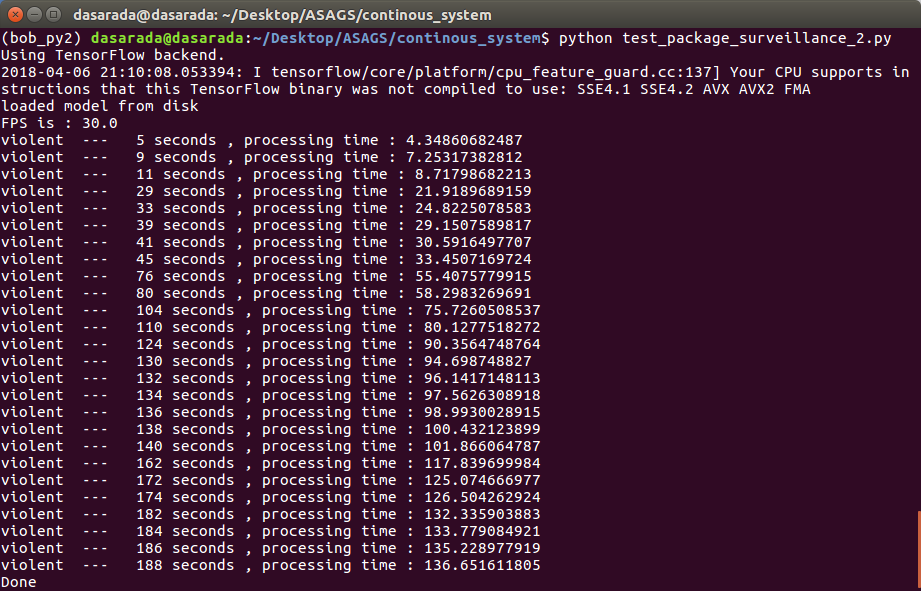 dasarada@dasarada: ~/Desktop/ASAGS/continous_system
(bob_py2) dasarada@dasarada:~/Desktop/ASAGS/continous_system$ python test_package_surveillance_2.py
Using TensorFlow backend.
2018-04-06 21:10:08.053394: I tensorflow/core/platform/cpu_feature_guard.cc:137] Your CPU supports in
structions that this TensorFlow binary was not compiled to use: SSE4.1 SSE4.2 AVX AVX2 FMA
loaded model from disk
FPS is : 30.0
violent  ---   5 seconds , processing time : 4.34860682487
violent  ---   9 seconds , processing time : 7.25317382812
violent  ---   11 seconds , processing time : 8.71798682213
violent  ---   29 seconds , processing time : 21.9189689159
violent  ---   33 seconds , processing time : 24.8225078583
violent  ---   39 seconds , processing time : 29.1507589817
violent  ---   41 seconds , processing time : 30.5916497707
violent  ---   45 seconds , processing time : 33.4507169724
violent  ---   76 seconds , processing time : 55.4075779915
violent  ---   80 seconds , processing time : 58.2983269691
violent  ---   104 seconds , processing time : 75.7260508537
violent  ---   110 seconds , processing time : 80.1277518272
violent  ---   124 seconds , processing time : 90.3564748764
violent  ---   130 seconds , processing time : 94.698748827
violent  ---   132 seconds , processing time : 96.1417148113
violent  ---   134 seconds , processing time : 97.5626308918
violent  ---   136 seconds , processing time : 98.9930028915
violent  ---   138 seconds , processing time : 100.432123899
violent  ---   140 seconds , processing time : 101.866064787
violent  ---   162 seconds , processing time : 117.839699984
violent  ---   172 seconds , processing time : 125.074666977
violent  ---   174 seconds , processing time : 126.504262924
violent  ---   182 seconds , processing time : 132.335903883
violent  ---   184 seconds , processing time : 133.779084921
violent  ---   186 seconds , processing time : 135.228977919
violent  ---   188 seconds , processing time : 136.651611805
Done